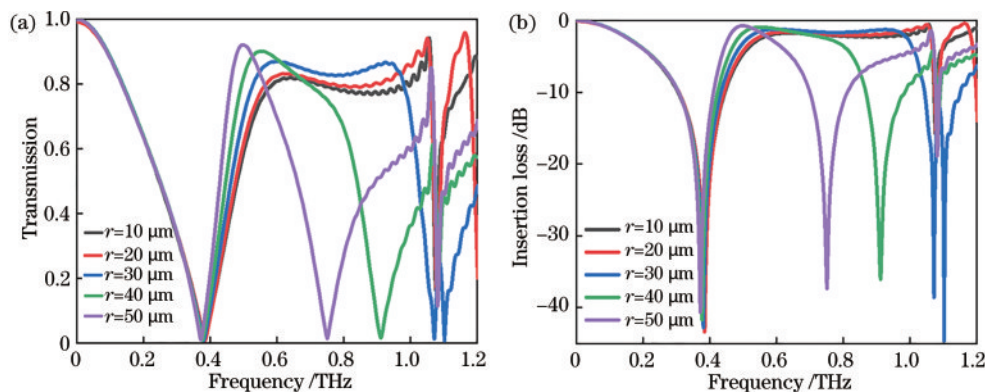 (a)
1.0
0.8
0.6
0.4
0.2
0
Transmission
r=10 μm
r=20 μm
r=30 μm
r=40 μm
r=50 μm
0
0.2
0.4
0.6
0.8
1.0
1.2
Frequency /THz
(b)
0
−10
−20
−30
−40
Insertion loss /dB
r=10 μm
r=20 μm
r=30 μm
r=40 μm
r=50 μm
0
0.2
0.4
0.6
0.8
1.0
1.2
Frequency /THz